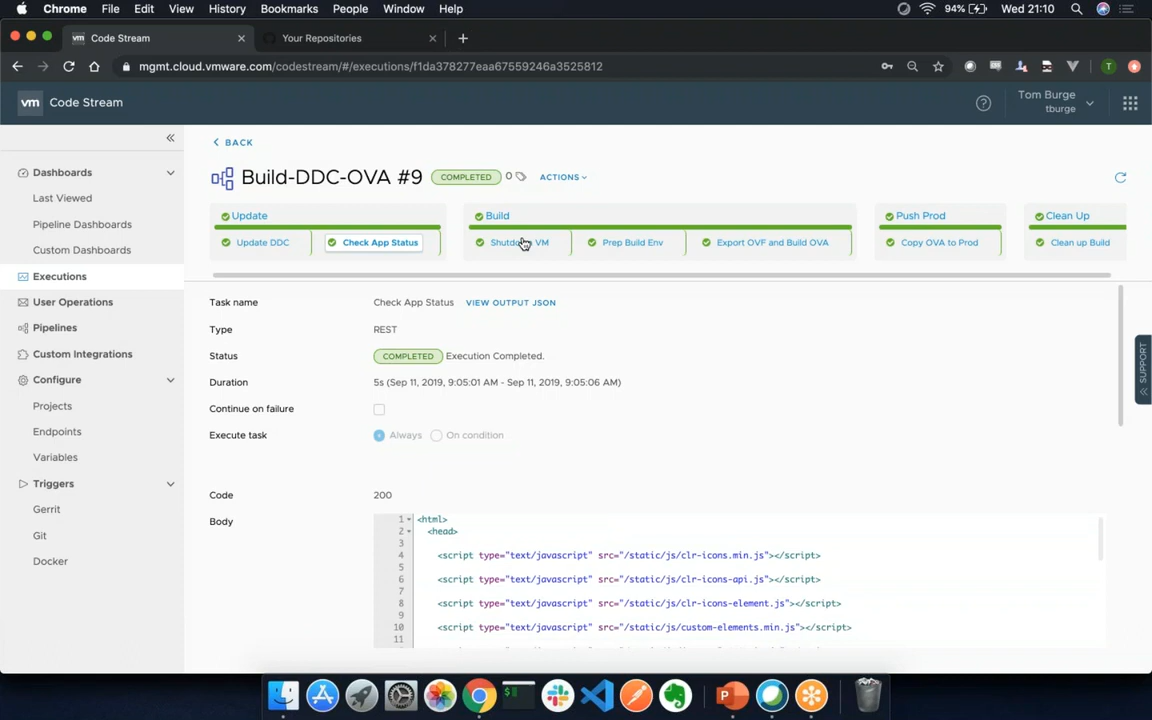 Chrome File Edit View History Bookmarks People Window Help 94% Wed 21:10
vm Code Stream Your Repositories
mgmt.cloud.vmware.com/codestream/#/executions/f1da378277eaa67559246a3525812 T
vm Code Stream Tom Burge
tburge
BACK
Build-DDC-OVA #9 COMPLETED 0 ACTIONS
Update Build Push Prod Clean Up
Update DDC Check App Status Shutdown VM Prep Build Env Export OVF and Build OVA Copy OVA to Prod Clean up Build
Dashboards
Last Viewed
Pipeline Dashboards
Custom Dashboards
Executions
User Operations
Pipelines
Custom Integrations
Configure
Projects
Endpoints
Variables
Triggers
Gerrit
Git
Docker
Task name Check App Status VIEW OUTPUT JSON
Type REST
Status COMPLETED Execution Completed.
Duration 5s (Sep 11, 2019, 9:05:01 AM - Sep 11, 2019, 9:05:06 AM)
Continue on failure
Execute task Always On condition
Code 200
Body
1 <html>
2 <head>
3
4 <script type="text/javascript" src="/static/js/clr-icons.min.js"></script>
5
6 <script type="text/javascript" src="/static/js/clr-icons-api.js"></script>
7
8 <script type="text/javascript" src="/static/js/clr-icons-element.js"></script>
9
10 <script type="text/javascript" src="/static/js/custom-elements.min.js"></script>
11
SUPPORT